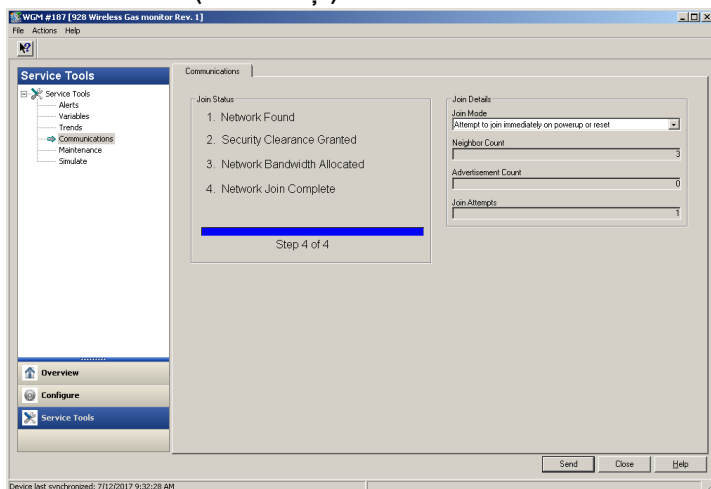 WGM #187 [928 Wireless Gas monitor Rev. 1]
File Actions Help
Service Tools
Service Tools
Alerts
Variables
Trends
Communications
Maintenance
Simulate
Overview
Configure
Service Tools
Communications
Join Status
1. Network Found
2. Security Clearance Granted
3. Network Bandwidth Allocated
4. Network Join Complete
Step 4 of 4
Join Details
Join Mode
Attempt to join immediately on powerup or reset
Neighbor Count
3
Advertisement Count
0
Join Attempts
1
Send Close Help
Device last synchronized: 7/12/2017 9:32:28 AM